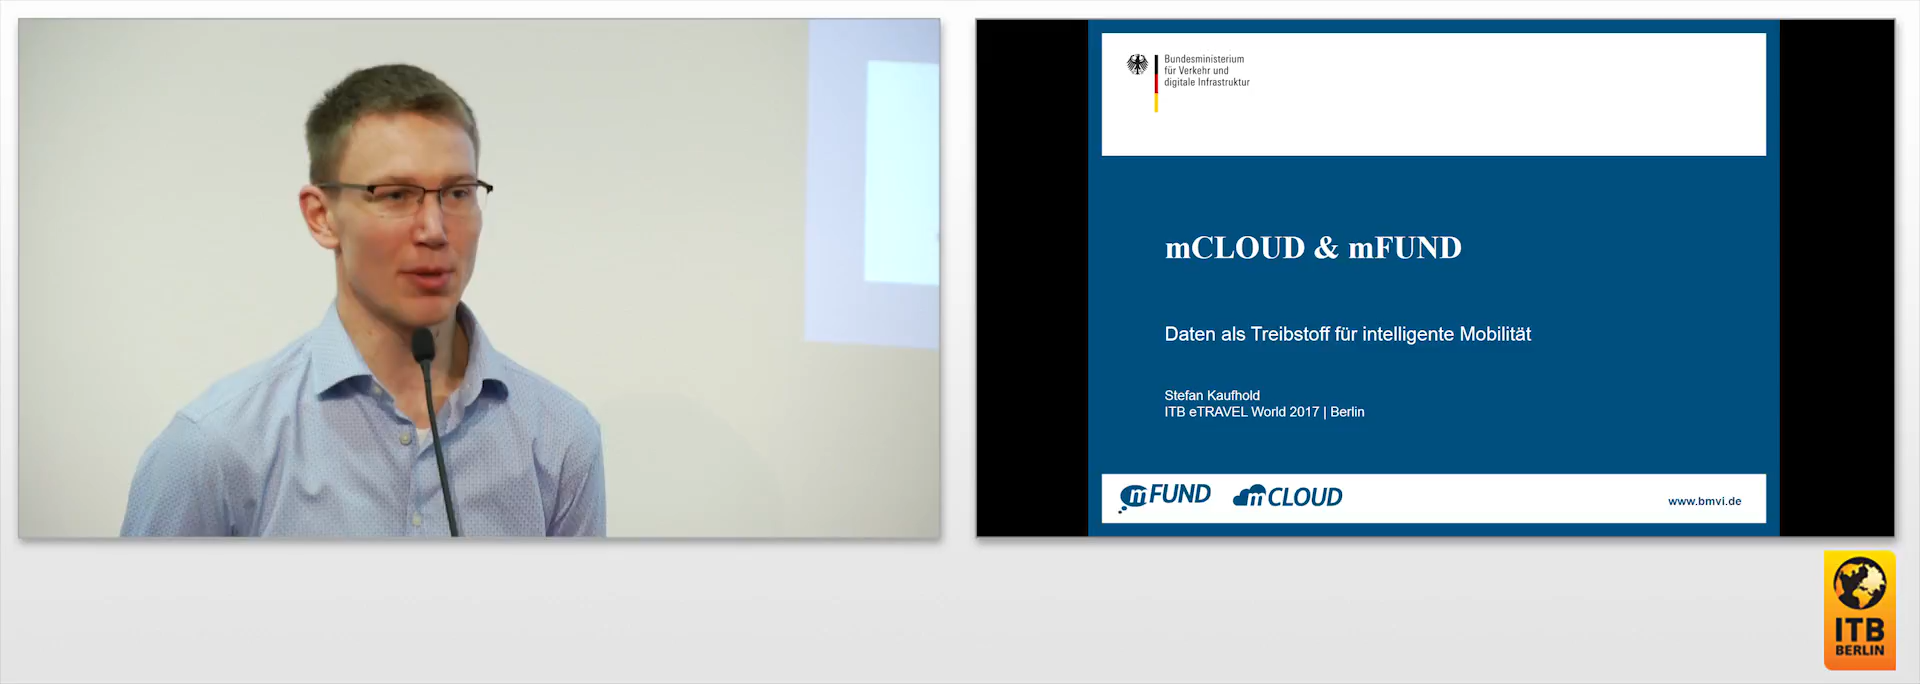 Bundesministerium
für Verkehr und
digitale Infrastruktur
mCLOUD & mFUND
Daten als Treibstoff für intelligente Mobilität
Stefan Kaufhold
ITB eTRAVEL World 2017 | Berlin
mFUND
mCLOUD
www.bmvi.de
ITB
BERLIN